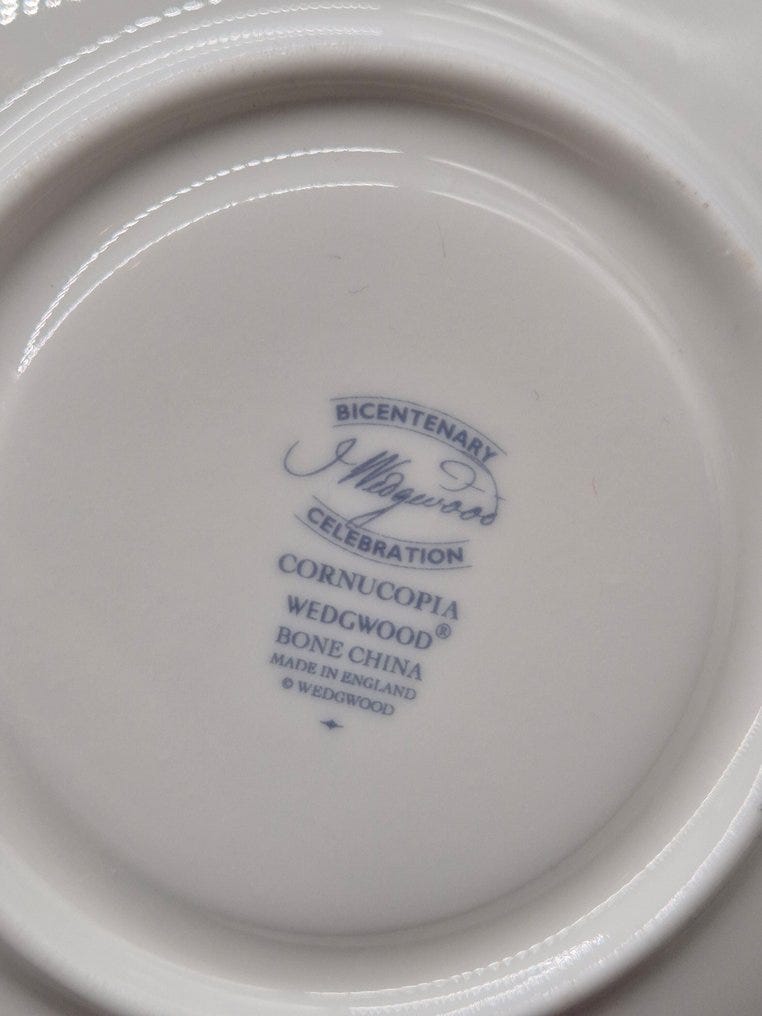 BICENTENARY
J Wedgwood
CELEBRATION
CORNUCOPIA
WEDGWOOD®
BONE CHINA
MADE IN ENGLAND
© WEDGWOOD